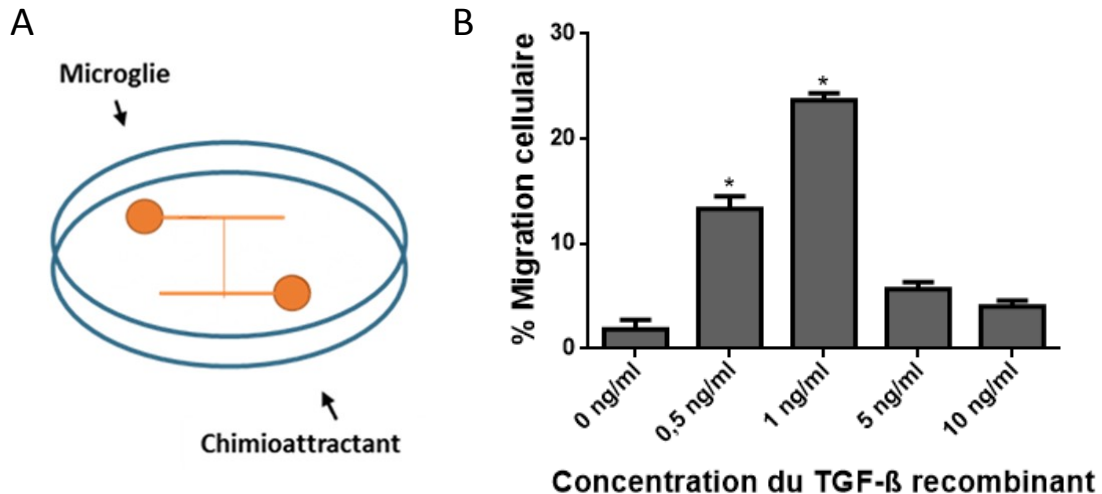 A
Microglie
Chimioattractant
B
% Migration cellulaire
30
20
10
0
*
*
0 ng/ml
0,5 ng/ml
1 ng/ml
5 ng/ml
10 ng/ml
Concentration du TGF-ß recombinant